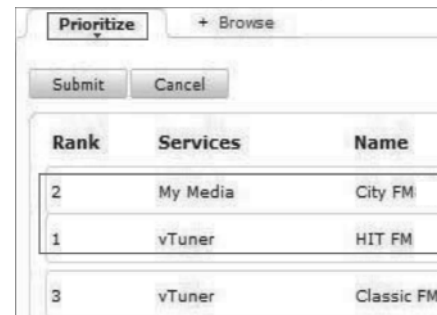 Prioritize + Browse
Submit Cancel
Rank Services Name
2 My Media City FM
1 vTuner HIT FM
3 vTuner Classic FM